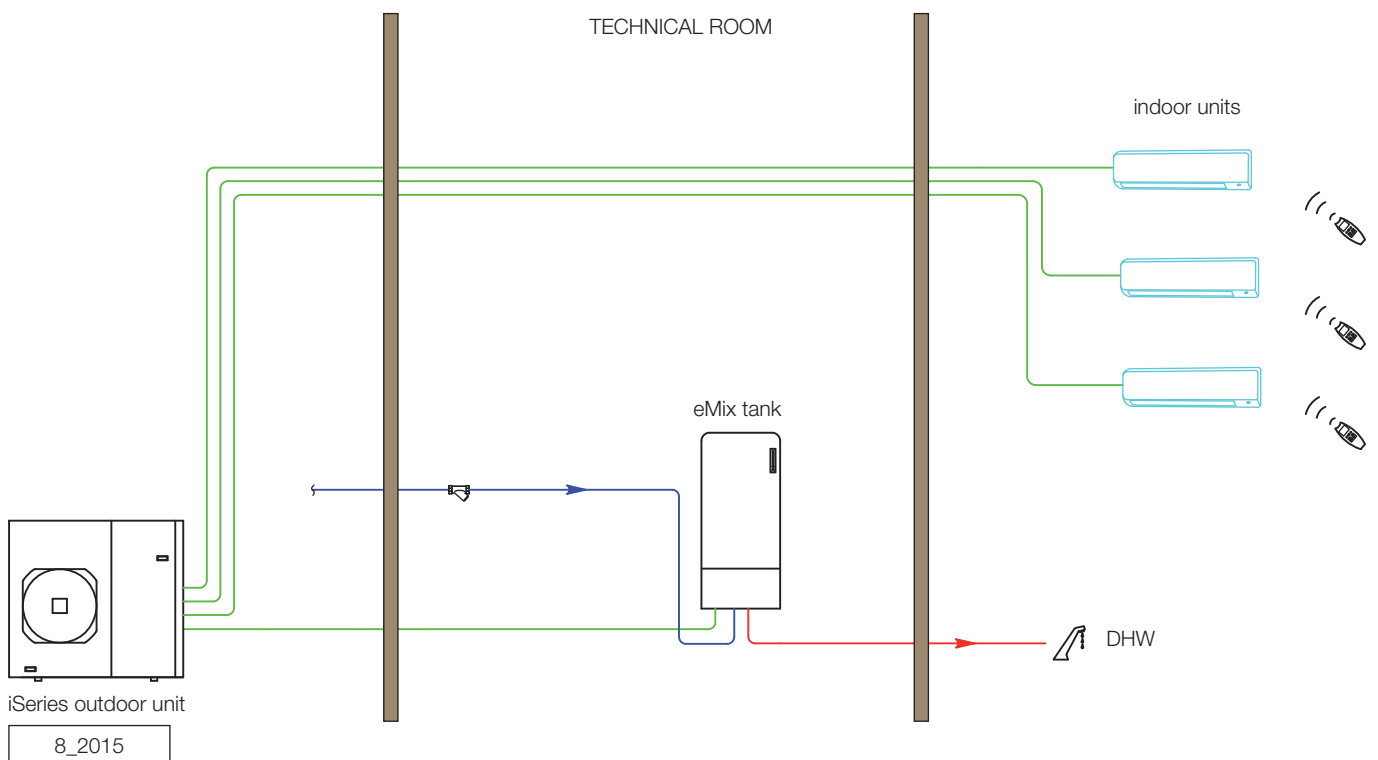 TECHNICAL ROOM
indoor units
eMix tank
DHW
iSeries outdoor unit
8_2015